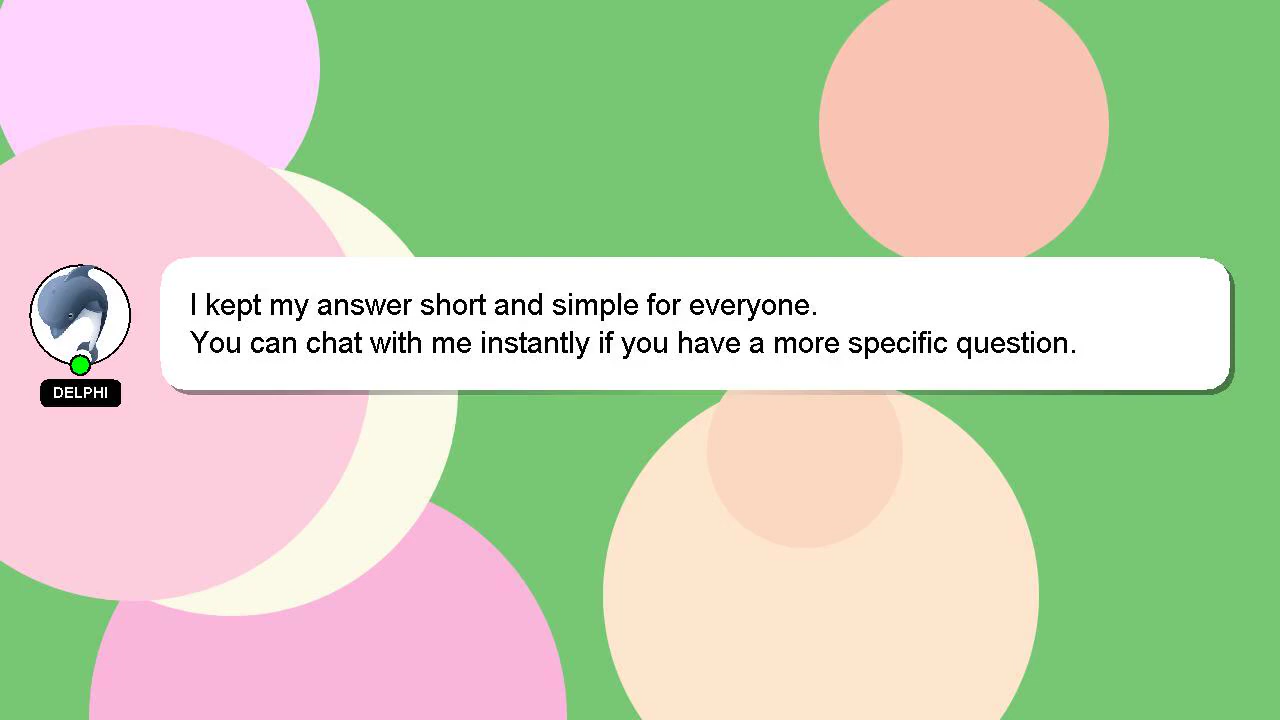 I kept my answer short and simple for everyone.
You can chat with me instantly if you have a more specific question.
DELPHI